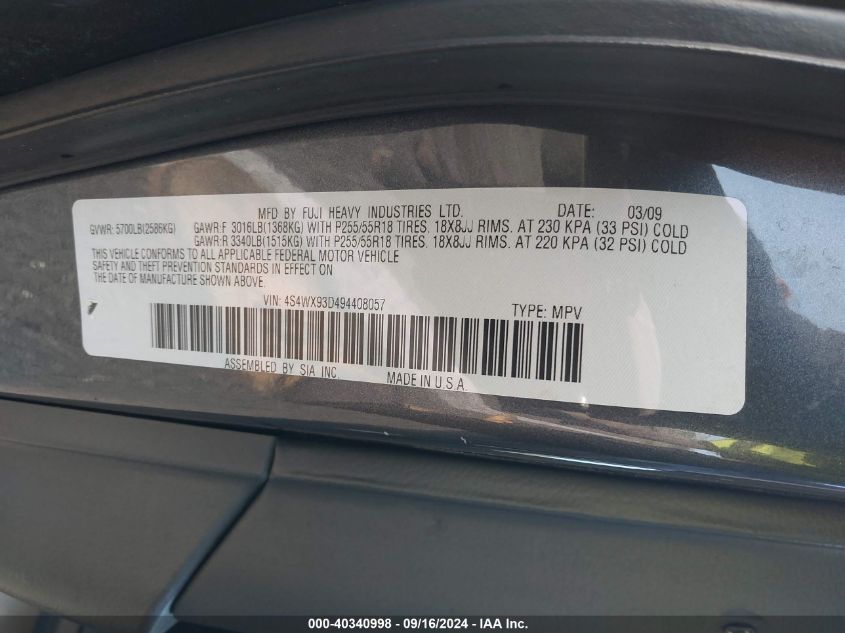 MFD BY FUJI HEAVY INDUSTRIES LTD. DATE: 03/09
GVWR: 5700LB(2586KG) GAWR:F 3016LB(1368KG) WITH P255/55R18 TIRES. 18X8JJ RIMS. AT 230 KPA (33 PSI) COLD
GAWR:R 3340LB(1515KG) WITH P255/55R18 TIRES. 18X8JJ RIMS. AT 220 KPA (32 PSI) COLD
THIS VEHICLE CONFORMS TO ALL APPLICABLE FEDERAL MOTOR VEHICLE
SAFETY AND THEFT PREVENTION STANDARDS IN EFFECT ON
THE DATE OF MANUFACTURE SHOWN ABOVE.
VIN: 4S4WX93D494408057 TYPE: MPV
ASSEMBLED BY SIA INC. MADE IN U.S.A.
000-40340998 - 09/16/2024 - IAA Inc.